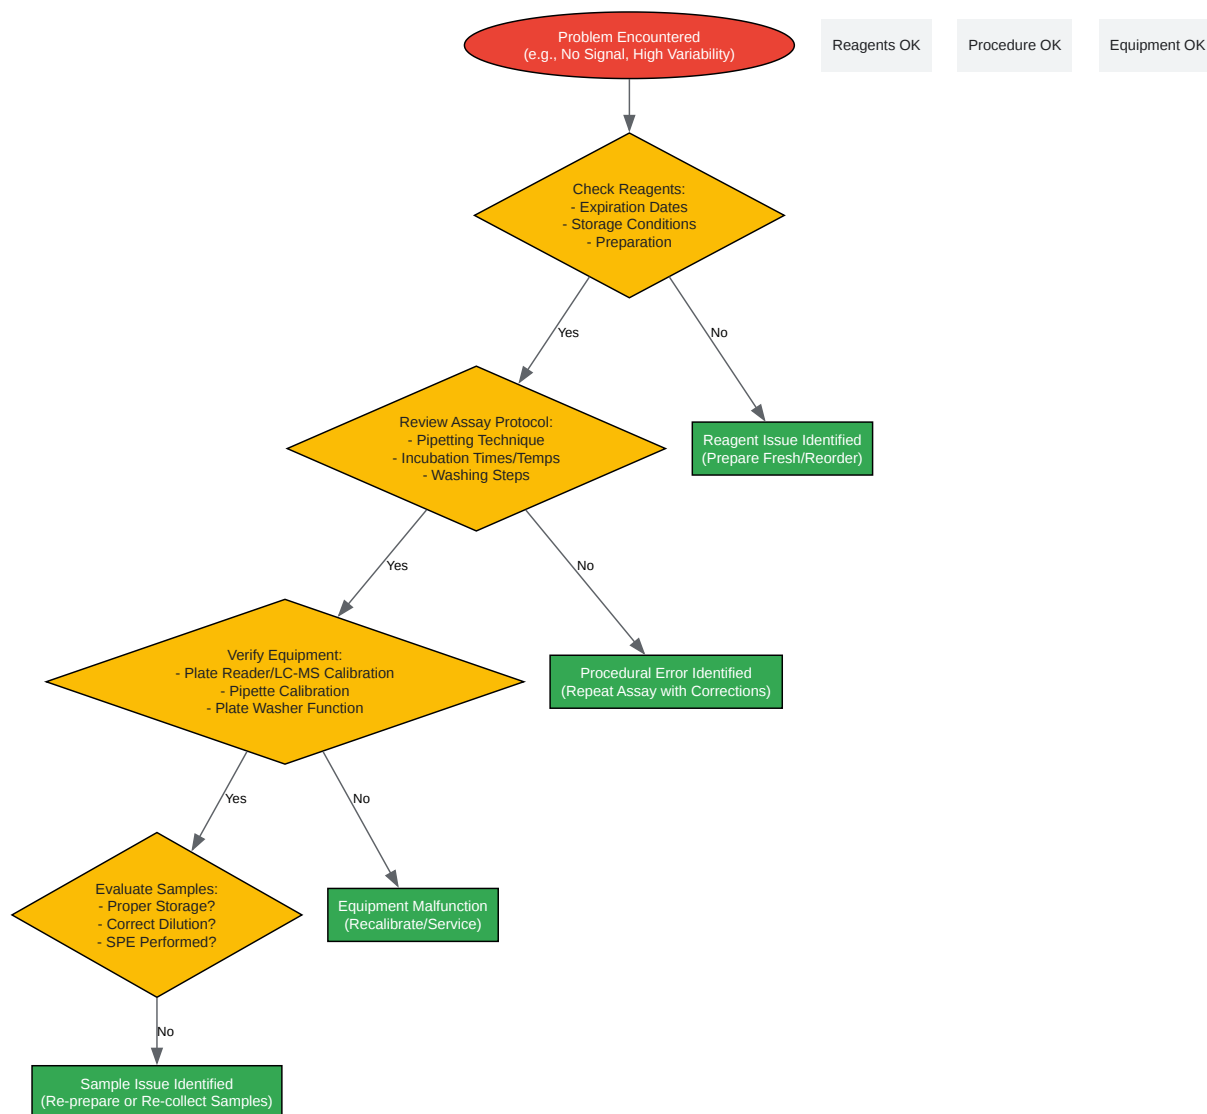 Problem Encountered
(e.g., No Signal, High Variability)
Reagents OK
Procedure OK
Equipment OK
Check Reagents:
- Expiration Dates
- Storage Conditions
- Preparation
Yes
No
Review Assay Protocol:
- Pipetting Technique
- Incubation Times/Temps
- Washing Steps
Reagent Issue Identified
(Prepare Fresh/Reorder)
Yes
No
Verify Equipment:
- Plate Reader/LC-MS Calibration
- Pipette Calibration
- Plate Washer Function
Procedural Error Identified
(Repeat Assay with Corrections)
Yes
No
Evaluate Samples:
- Proper Storage?
- Correct Dilution?
- SPE Performed?
Equipment Malfunction
(Recalibrate/Service)
No
Sample Issue Identified
(Re-prepare or Re-collect Samples)